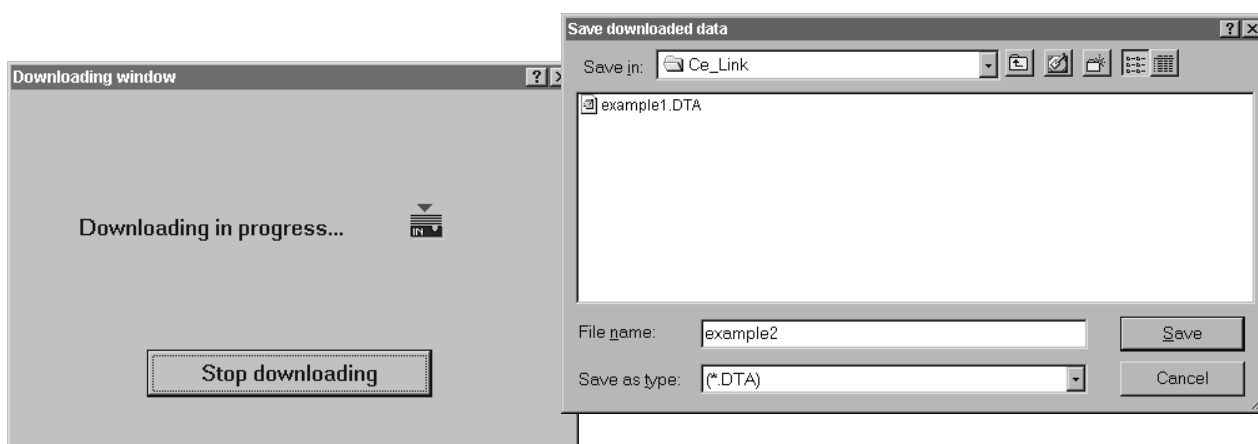 Downloading window
Downloading in progress...
IN
Stop downloading
Save downloaded data
Save in: Ce_Link
example1.DTA
File name: example2 Save
Save as type: (*.DTA) Cancel